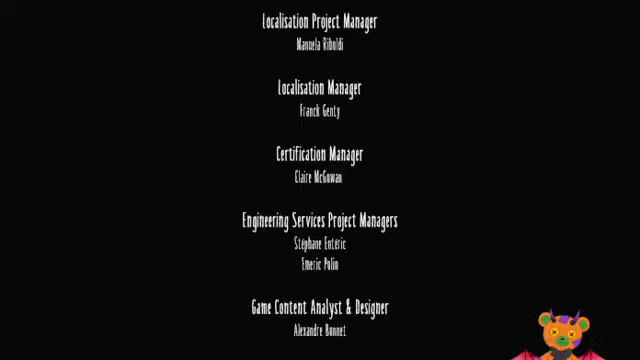 Localisation Project Manager
Manuela Riboldi
Localisation Manager
Franck Genty
Certification Manager
Claire McGowan
Engineering Services Project Managers
Stéphane Enteric
Emeric Polin
Game Content Analyst & Designer
Alexandre Bonnet